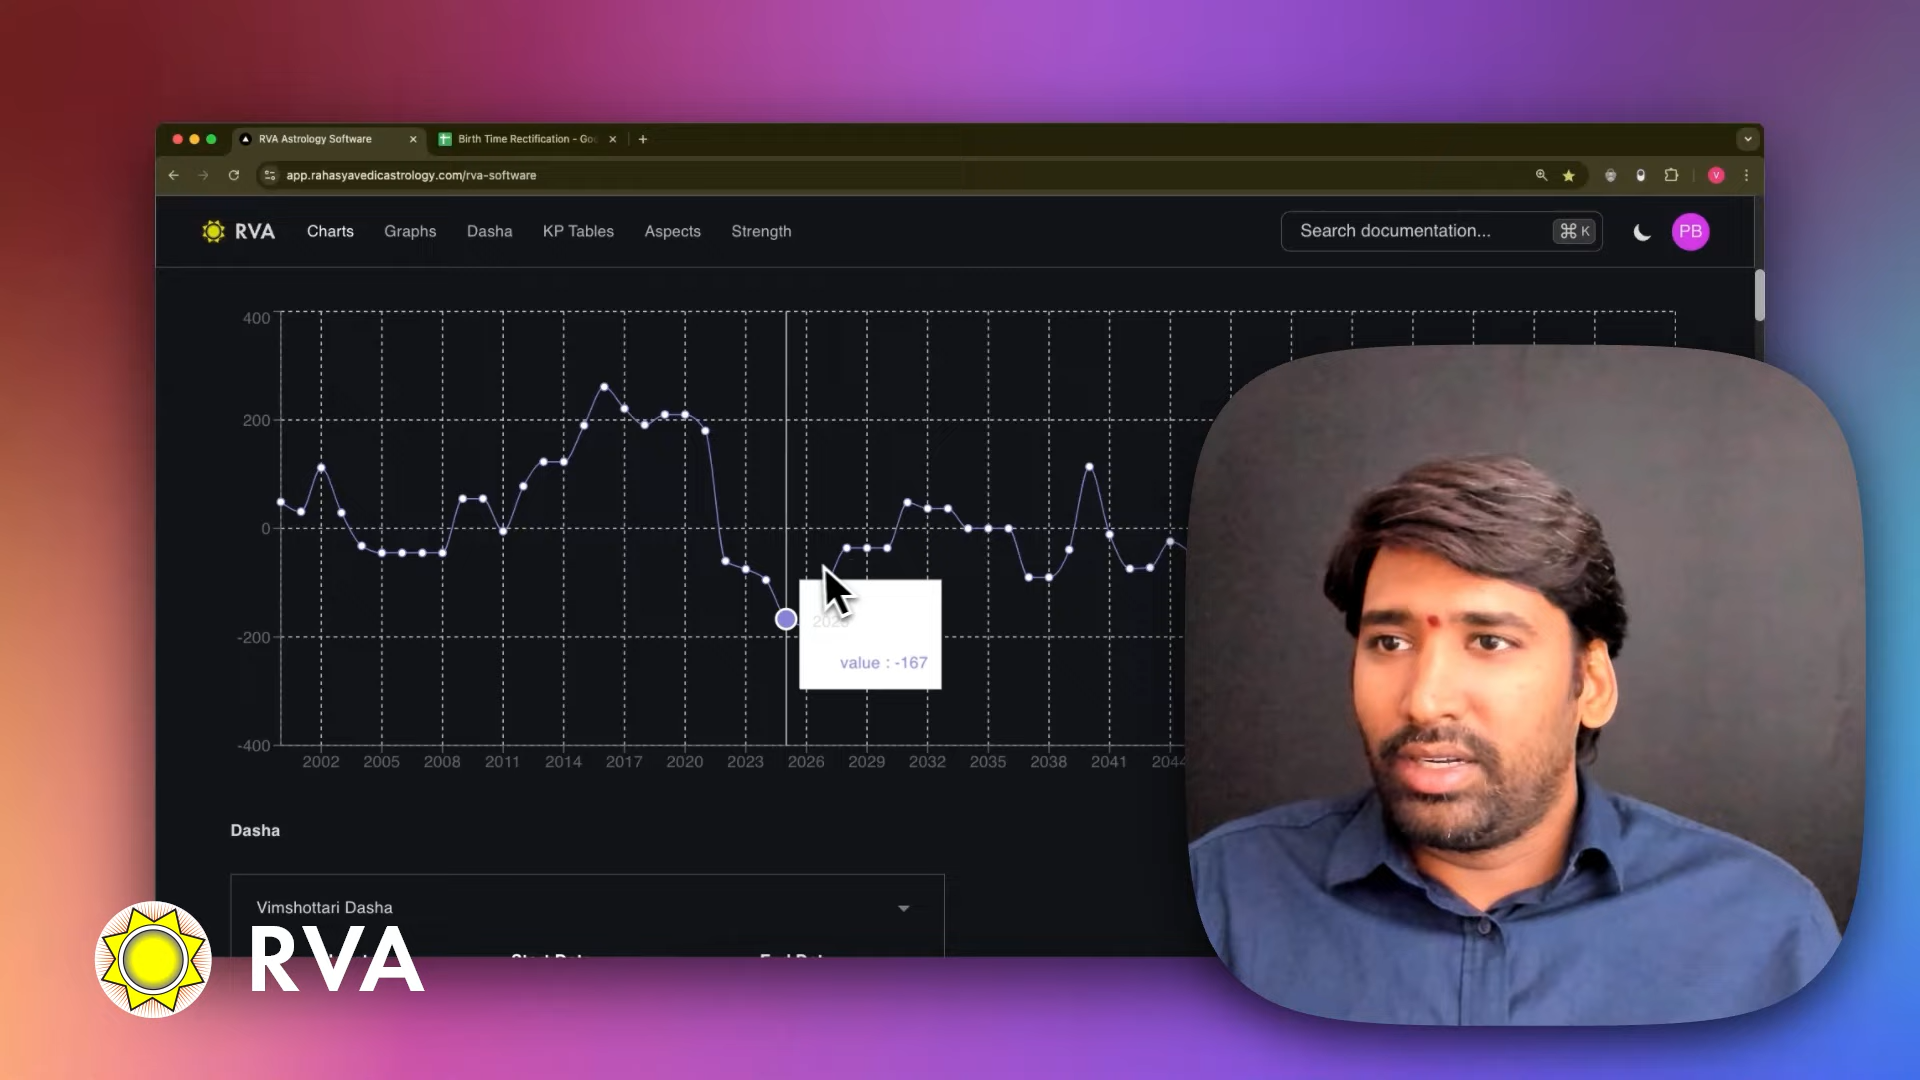 RVA Astrology Software
Birth Time Rectification - Go
app.rahasyavedicastrology.com/rva-software
V
RVA Charts Graphs Dasha KP Tables Aspects Strength
Search documentation... ⌘ K
PB
400
200
0
-200
-400
2002 2005 2008 2011 2014 2017 2020 2023 2026 2029 2032 2035 2038 2041 2044
value : -167
Dasha
Vimshottari Dasha
RVA